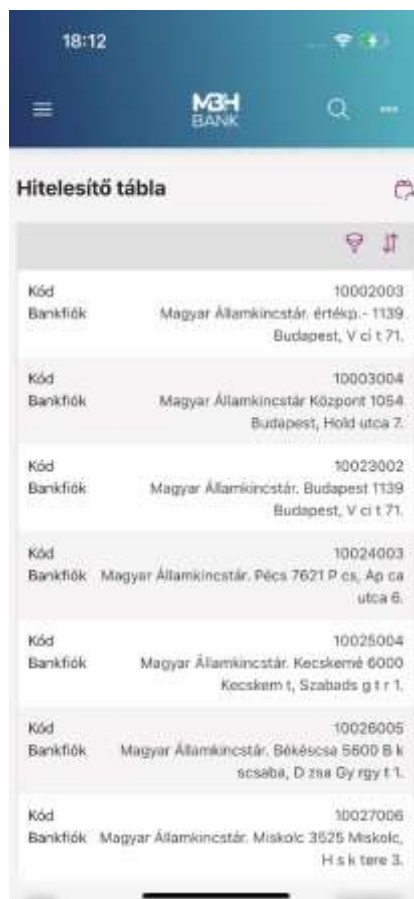 18:12
MBH
BANK
Hitelesítő tábla
Kód 10002003
Bankfiók Magyar Államkincstár. értékp.- 1139
Budapest, V ci t 71.
Kód 10003004
Bankfiók Magyar Államkincstár Központ 1054
Budapest, Hold utca 7.
Kód 10023002
Bankfiók Magyar Államkincstár. Budapest 1139
Budapest, V ci t 71.
Kód 10024003
Bankfiók Magyar Államkincstár. Pécs 7621 P cs, Ap ca
utca 6.
Kód 10025004
Bankfiók Magyar Államkincstár. Kecskemé 6000
Kecskem t, Szabads g t r 1.
Kód 10026005
Bankfiók Magyar Államkincstár. Békéscsa 5600 B k
scsaba, D zsa Gy rgy t 1.
Kód 10027006
Bankfiók Magyar Államkincstár. Miskolc 3525 Miskolc,
H s k tere 3.